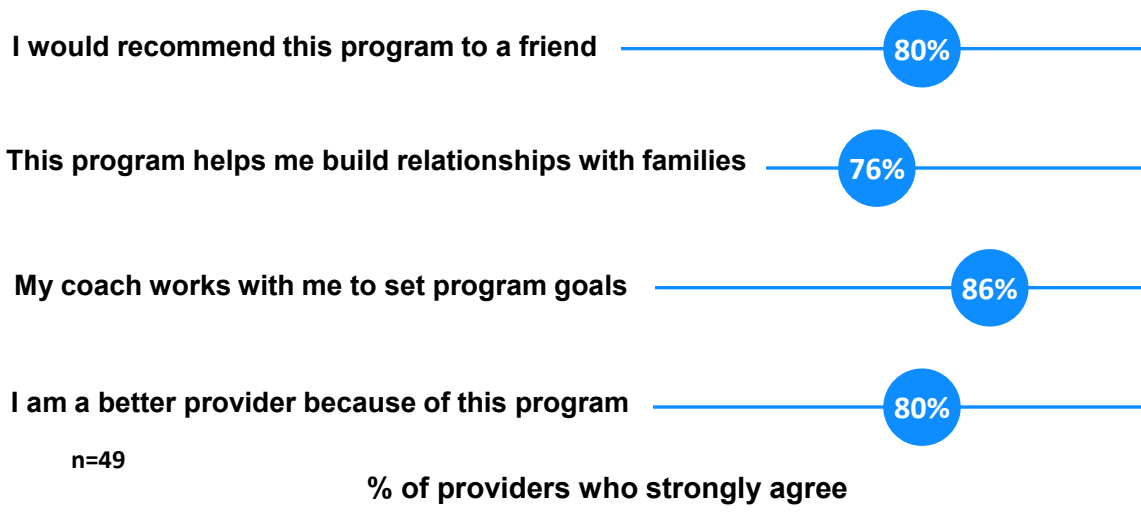 I would recommend this program to a friend
80%
This program helps me build relationships with families
76%
My coach works with me to set program goals
86%
I am a better provider because of this program
80%
n=49
% of providers who strongly agree